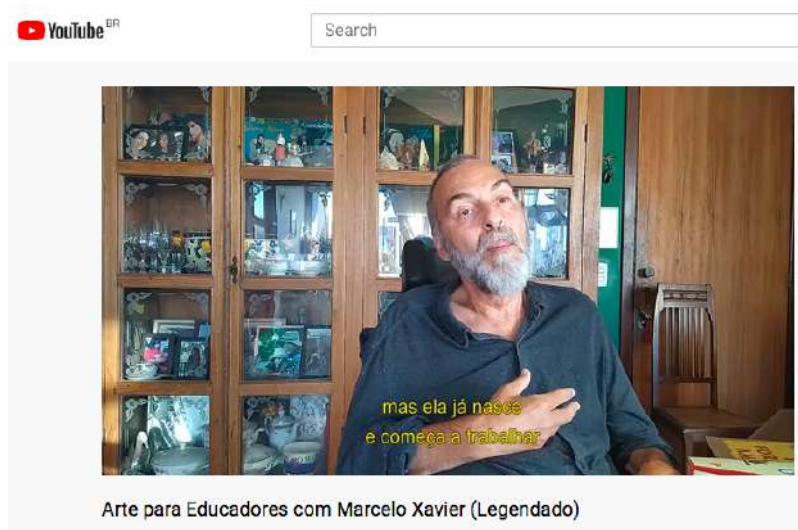 YouTube BR
Search
mas ela já nasce
e começa a trabalhar
Arte para Educadores com Marcelo Xavier (Legendado)